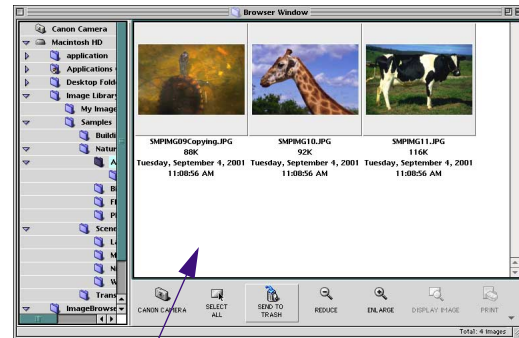 Browser Window
Canon Camera
Macintosh HD
application
Applications
Desktop Fold
Image Library
My Image
Samples
Buildi
Natur
A
Bi
Fl
Pl
Scene
L
M
N
W
Trans
ImageBrowse
SMPIMG09Copying.JPG
88K
Tuesday, September 4, 2001
11:08:56 AM
SMPIMG10.JPG
92K
Tuesday, September 4, 2001
11:08:56 AM
SMPIMG11.JPG
116K
Tuesday, September 4, 2001
11:08:56 AM
CANON CAMERA
SELECT ALL
SEND TO TRASH
REDUCE
ENLARGE
DISPLAY IMAGE
PRINT
Total: 4 Images